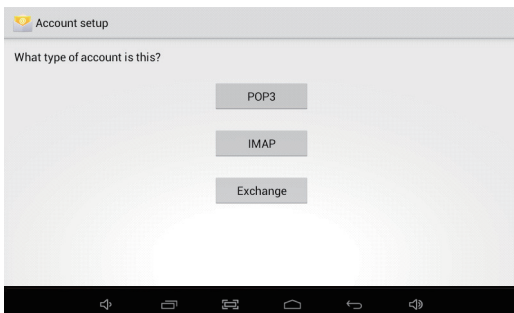 Account setup
What type of account is this?
POP3
IMAP
Exchange